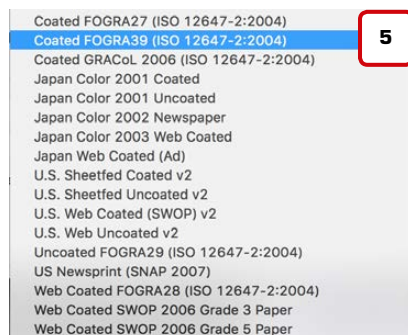 Coated FOGRA27 (ISO 12647-2:2004)
Coated FOGRA39 (ISO 12647-2:2004)
5
Coated GRACoL 2006 (ISO 12647-2:2004)
Japan Color 2001 Coated
Japan Color 2001 Uncoated
Japan Color 2002 Newspaper
Japan Color 2003 Web Coated
Japan Web Coated (Ad)
U.S. Sheetfed Coated v2
U.S. Sheetfed Uncoated v2
U.S. Web Coated (SWOP) v2
U.S. Web Uncoated v2
Uncoated FOGRA29 (ISO 12647-2:2004)
US Newsprint (SNAP 2007)
Web Coated FOGRA28 (ISO 12647-2:2004)
Web Coated SWOP 2006 Grade 3 Paper
Web Coated SWOP 2006 Grade 5 Paper